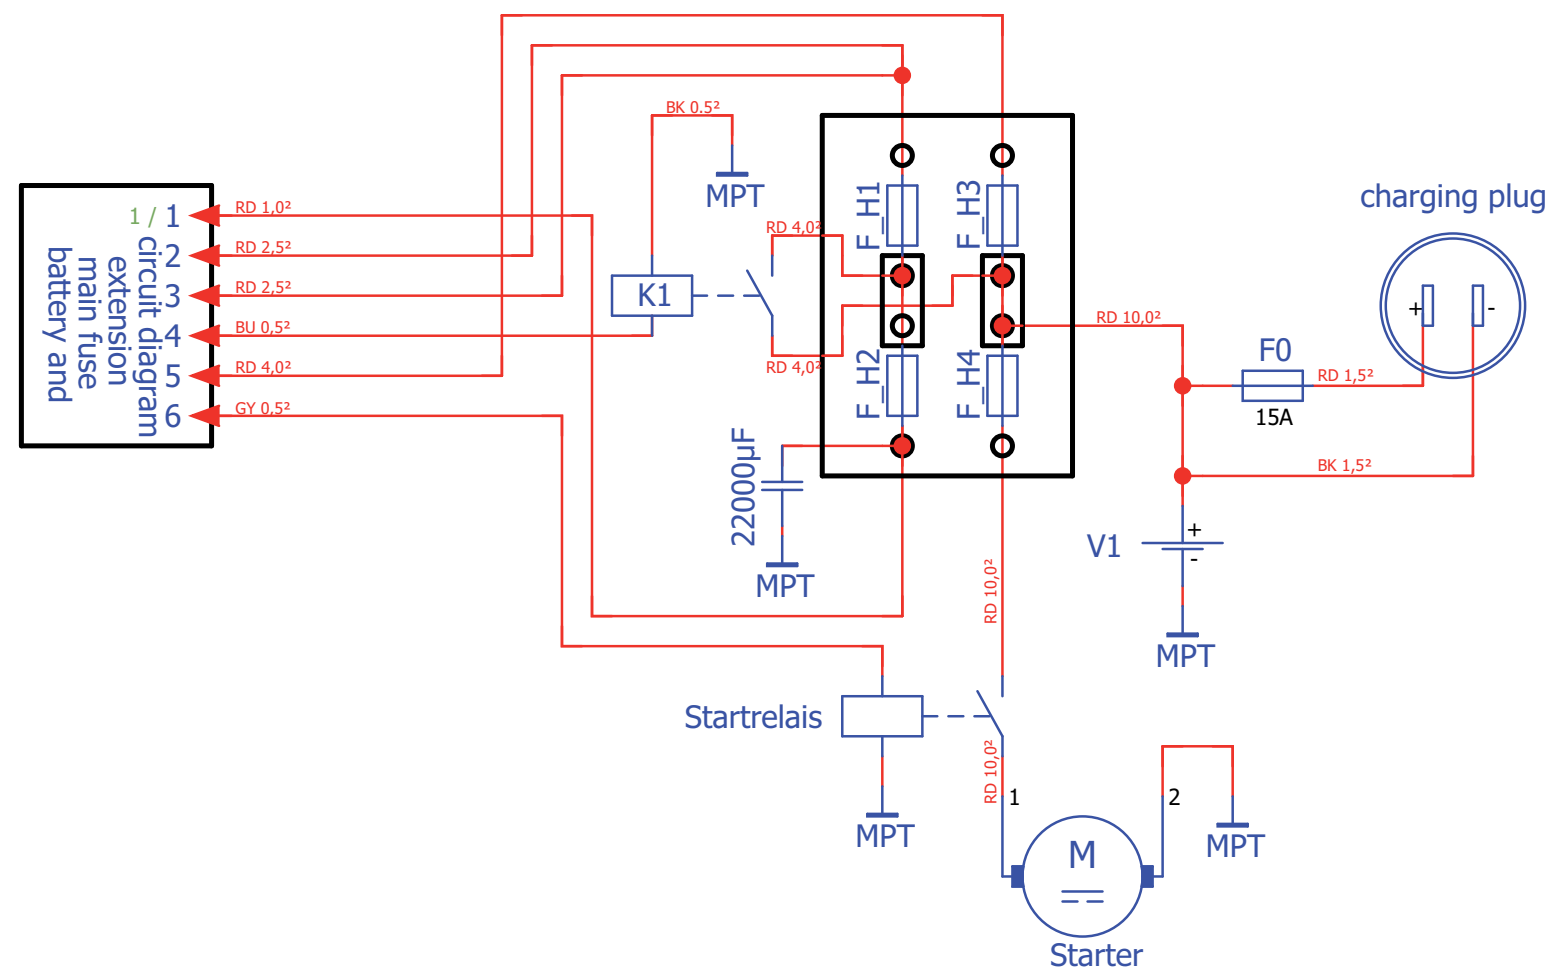 BK 0.5²
MPT
1 / 1
2
3
4
5
6
circuit diagram
extension
main fuse
battery and
RD 1,0²
RD 2,5²
RD 2,5²
BU 0,5²
RD 4,0²
GY 0,5²
K1
RD 4,0²
RD 4,0²
F_H1
F_H3
F_H2
F_H4
22000µF
MPT
RD 10,0²
charging plug
+
-
F0
15A
RD 1,5²
BK 1,5²
V1
+
-
MPT
RD 10,0²
Startrelais
MPT
RD 10,0²
1
2
M
MPT
Starter